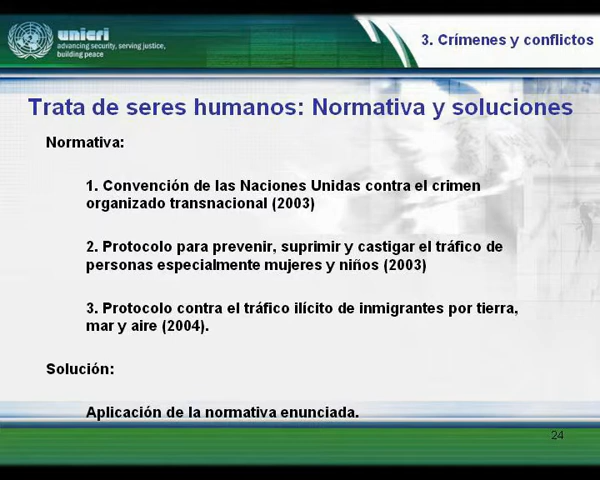 unicri
advancing security, serving justice,
building peace
3. Crímenes y conflictos
Trata de seres humanos: Normativa y soluciones
Normativa:
1. Convención de las Naciones Unidas contra el crimen
organizado transnacional (2003)
2. Protocolo para prevenir, suprimir y castigar el tráfico de
personas especialmente mujeres y niños (2003)
3. Protocolo contra el tráfico ilícito de inmigrantes por tierra,
mar y aire (2004).
Solución:
Aplicación de la normativa enunciada.
24